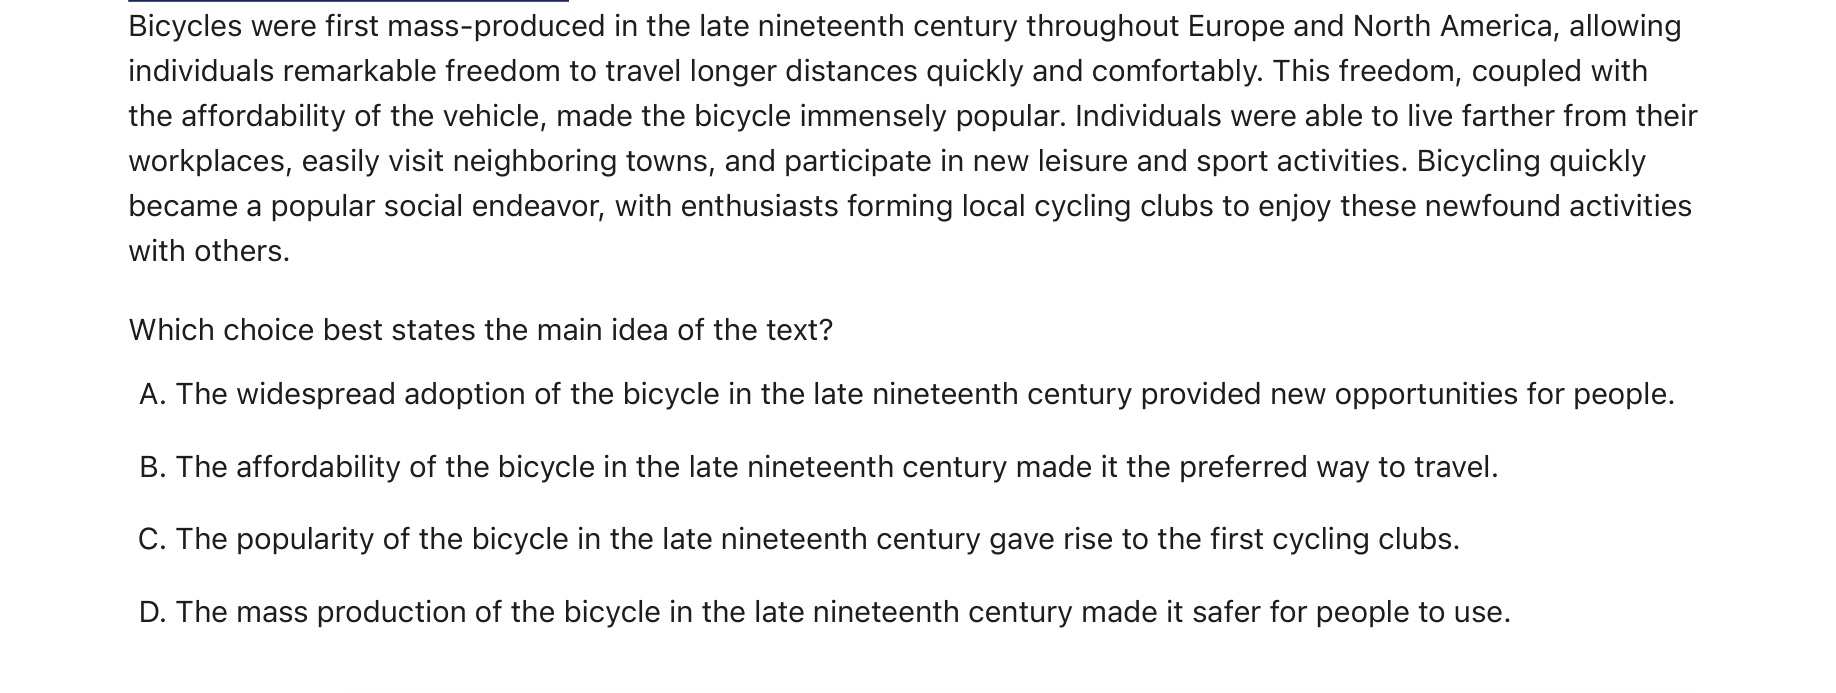 Bicycles were first mass-produced in the late nineteenth century throughout Europe and North America, allowing
individuals remarkable freedom to travel longer distances quickly and comfortably. This freedom, coupled with
the affordability of the vehicle, made the bicycle immensely popular. Individuals were able to live farther from their
workplaces, easily visit neighboring towns, and participate in new leisure and sport activities. Bicycling quickly
became a popular social endeavor, with enthusiasts forming local cycling clubs to enjoy these newfound activities
with others.
Which choice best states the main idea of the text?
A. The widespread adoption of the bicycle in the late nineteenth century provided new opportunities for people.
B. The affordability of the bicycle in the late nineteenth century made it the preferred way to travel.
C. The popularity of the bicycle in the late nineteenth century gave rise to the first cycling clubs.
D. The mass production of the bicycle in the late nineteenth century made it safer for people to use.